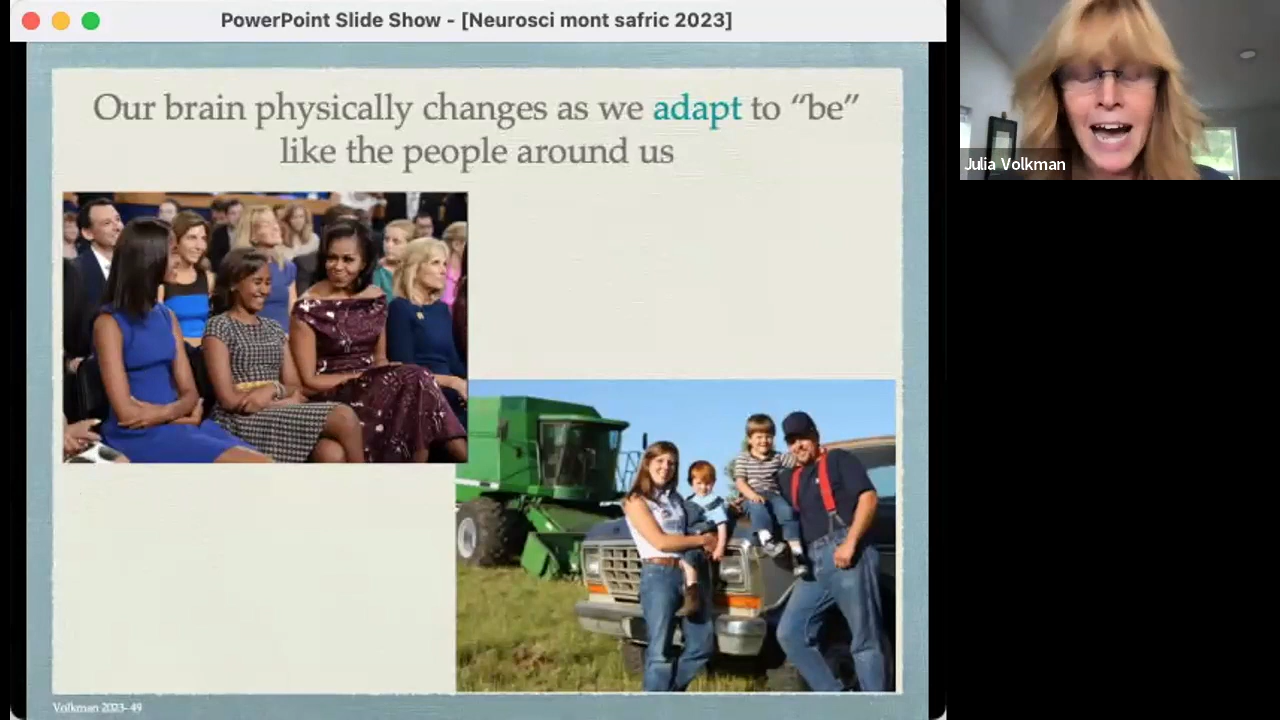 PowerPoint Slide Show - [Neurosci mont safric 2023]
Our brain physically changes as we adapt to “be”
like the people around us
Julia Volkman
Volkman 2023- 49